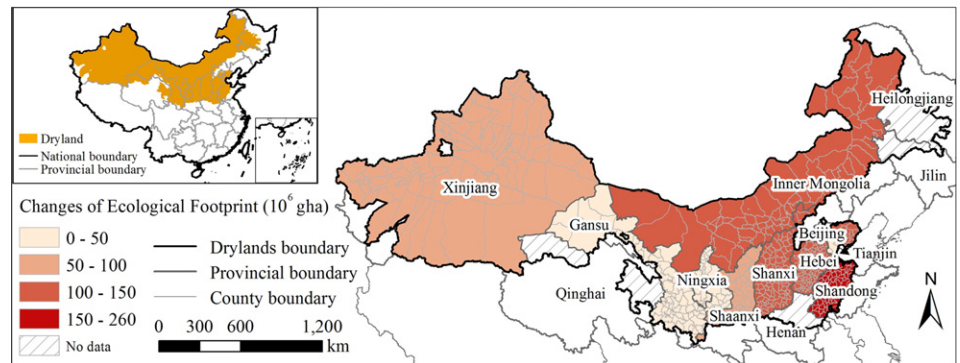 Dryland
National boundary
Provincial boundary
Changes of Ecological Footprint (10⁶ gha)
0 - 50
50 - 100
100 - 150
150 - 260
No data
Drylands boundary
Provincial boundary
County boundary
0 300 600 1,200
km
Heilongjiang
Jilin
Xinjiang
Inner Mongolia
Gansu
Beijing
Tianjin
Hebei
Ningxia
Shanxi
Shandong
Qinghai
Shaanxi
Henan
N